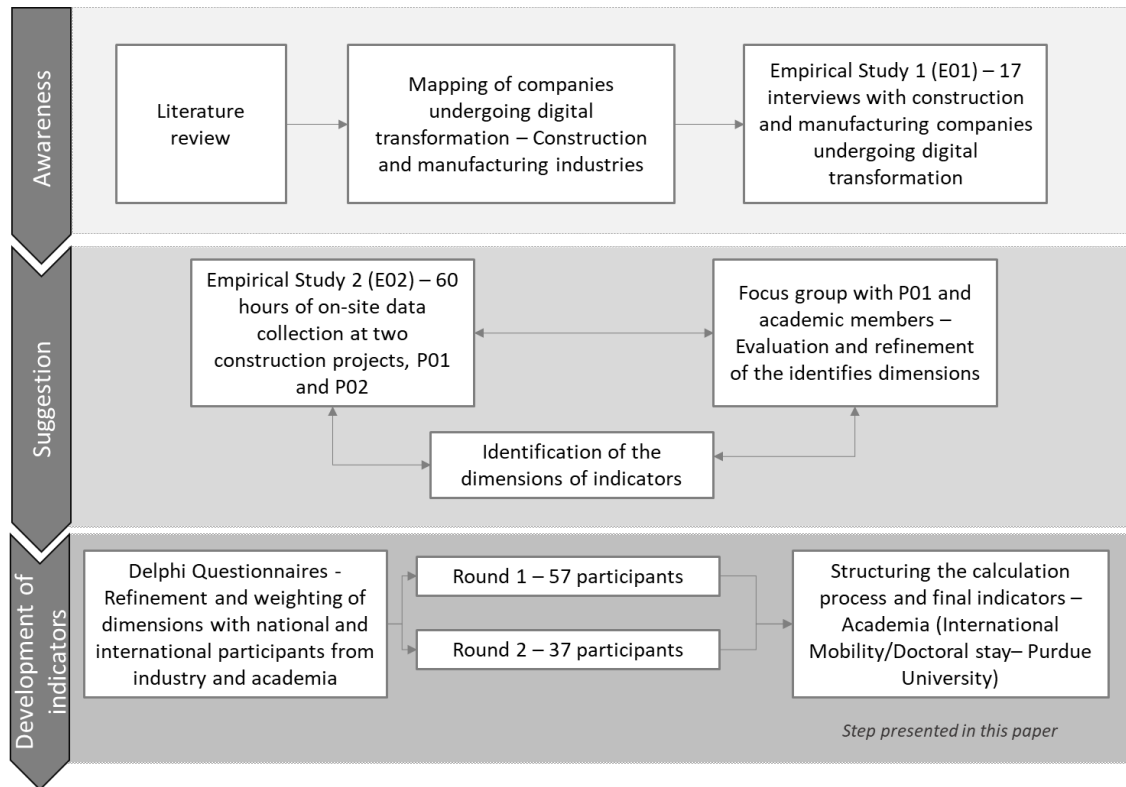 Awareness
Literature
review
Mapping of companies
undergoing digital
transformation – Construction
and manufacturing industries
Empirical Study 1 (E01) – 17
interviews with construction
and manufacturing companies
undergoing digital
transformation
Suggestion
Empirical Study 2 (E02) – 60
hours of on-site data
collection at two
construction projects, P01
and P02
Focus group with P01 and
academic members –
Evaluation and refinement
of the identifies dimensions
Identification of the
dimensions of indicators
Development of
indicators
Delphi Questionnaires -
Refinement and weighting of
dimensions with national and
international participants from
industry and academia
Round 1 – 57 participants
Round 2 – 37 participants
Structuring the calculation
process and final indicators –
Academia (International
Mobility/Doctoral stay– Purdue
University)
Step presented in this paper